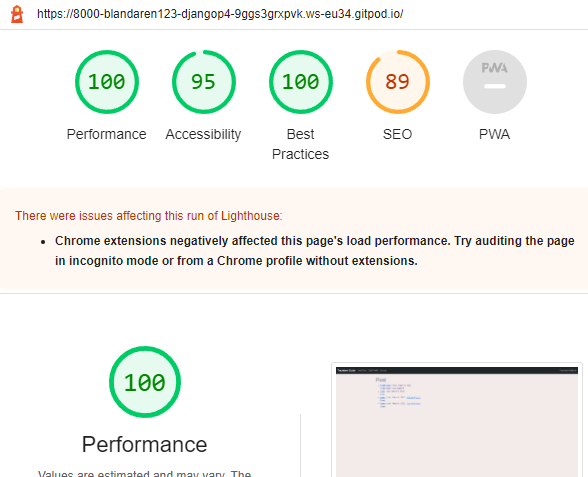 https://8000-blandaren123-djangop4-9ggs3grxpvk.ws-eu34.gitpod.io/
100
95
100
89
PWA
Performance
Accessibility
Best
Practices
SEO
PWA
There were issues affecting this run of Lighthouse:
• Chrome extensions negatively affected this page's load performance. Try auditing the page
in incognito mode or from a Chrome profile without extensions.
100
Performance
Values are estimated and may vary. The